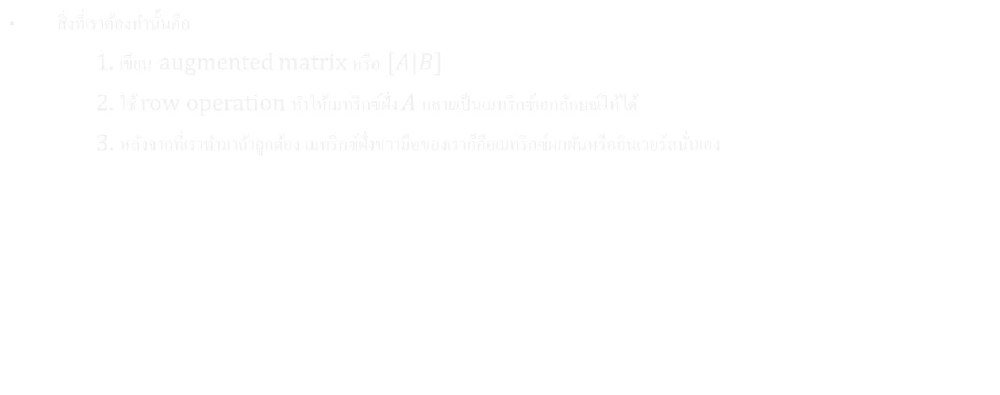 • สิ่งที่เราต้องทำนั้นคือ
1. เขียน augmented matrix หรือ [A|B]
2. ใช้ row operation ทำให้เมทริกซ์ฝั่ง A กลายเป็นเมทริกซ์เอกลักษณ์ให้ได้
3. หลังจากที่เราทำมาถ้าถูกต้อง เมทริกซ์ฝั่งขวามือของเราก็คือเมทริกซ์ผกผันหรืออินเวอร์สนั่นเอง